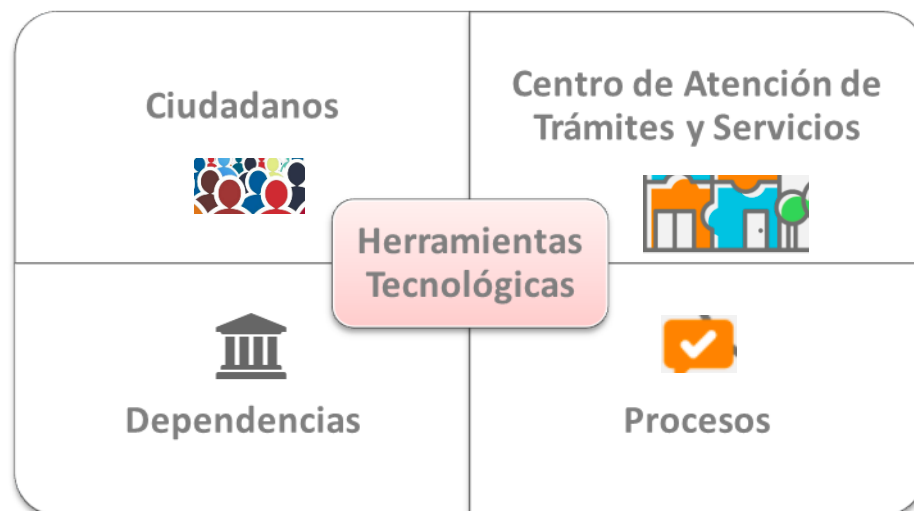 Ciudadanos
Centro de Atención de
Trámites y Servicios
Herramientas
Tecnológicas
Dependencias
Procesos